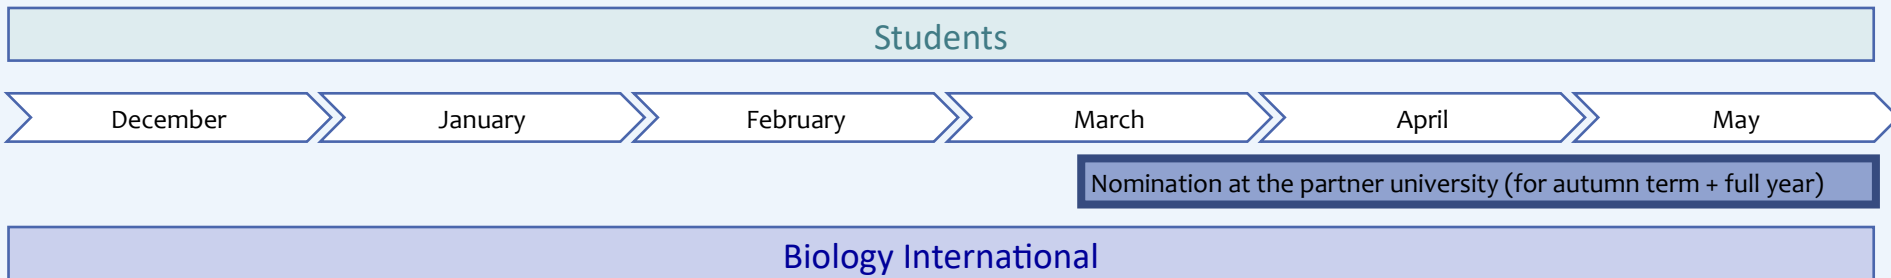 Students
December January February March April May
Nomination at the partner university (for autumn term + full year)
Biology International